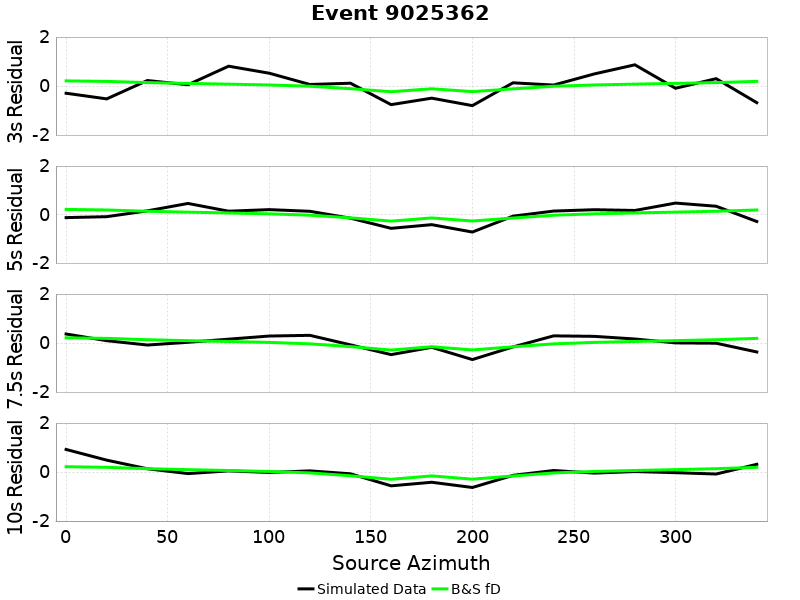 Event 9025362
3s Residual
2
0
-2
5s Residual
2
0
-2
7.5s Residual
2
0
-2
10s Residual
2
0
-2
0 50 100 150 200 250 300
Source Azimuth
Simulated Data B&S fD